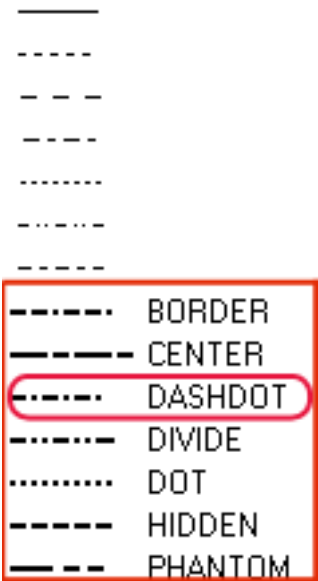 BORDER
CENTER
DASHDOT
DIVIDE
DOT
HIDDEN
PHANTOM